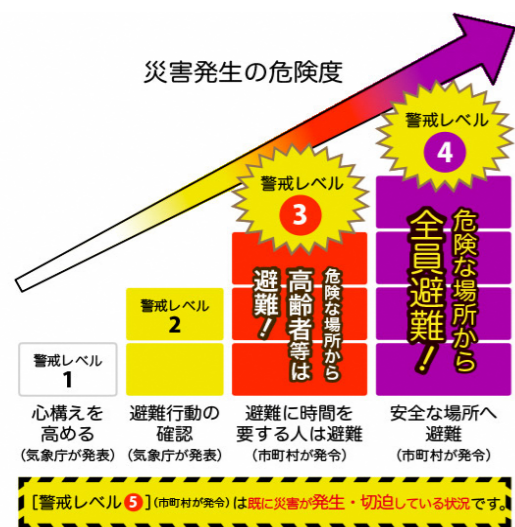 災害発生の危険度
警戒レベル
4
警戒レベル
3
危険な場所から
全員避難！
危険な場所から
高齢者等は
避難！
警戒レベル
2
警戒レベル
1
心構えを
高める
(気象庁が発表)
避難行動の
確認
(気象庁が発表)
避難に時間を
要する人は避難
(市町村が発令)
安全な場所へ
避難
(市町村が発令)
[警戒レベル5](市町村が発令)は既に災害が発生・切迫している状況です。